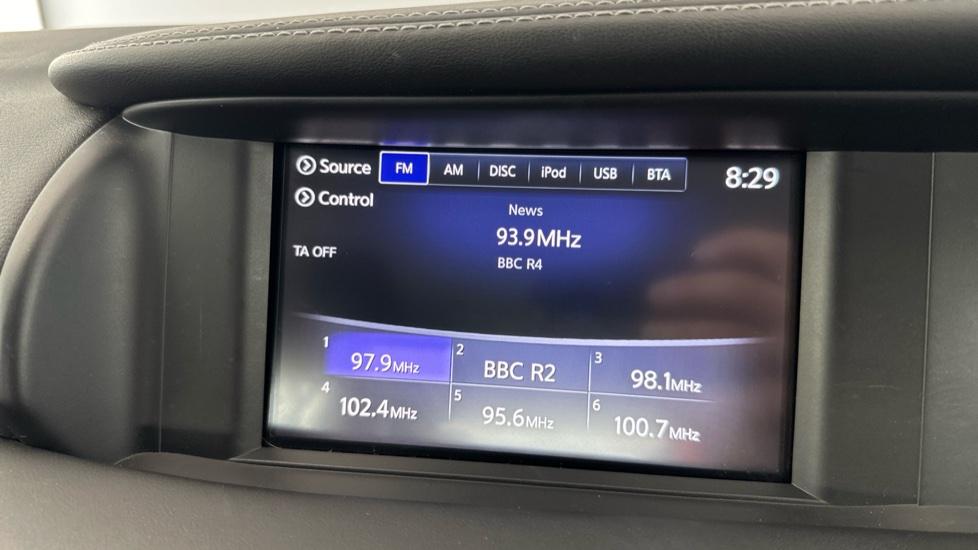 Source FM AM DISC iPod USB BTA 8:29
Control
News
93.9MHz
TA OFF
BBC R4
1 97.9MHz 2 BBC R2 3 98.1MHz
4 102.4MHz 5 95.6MHz 6 100.7MHz